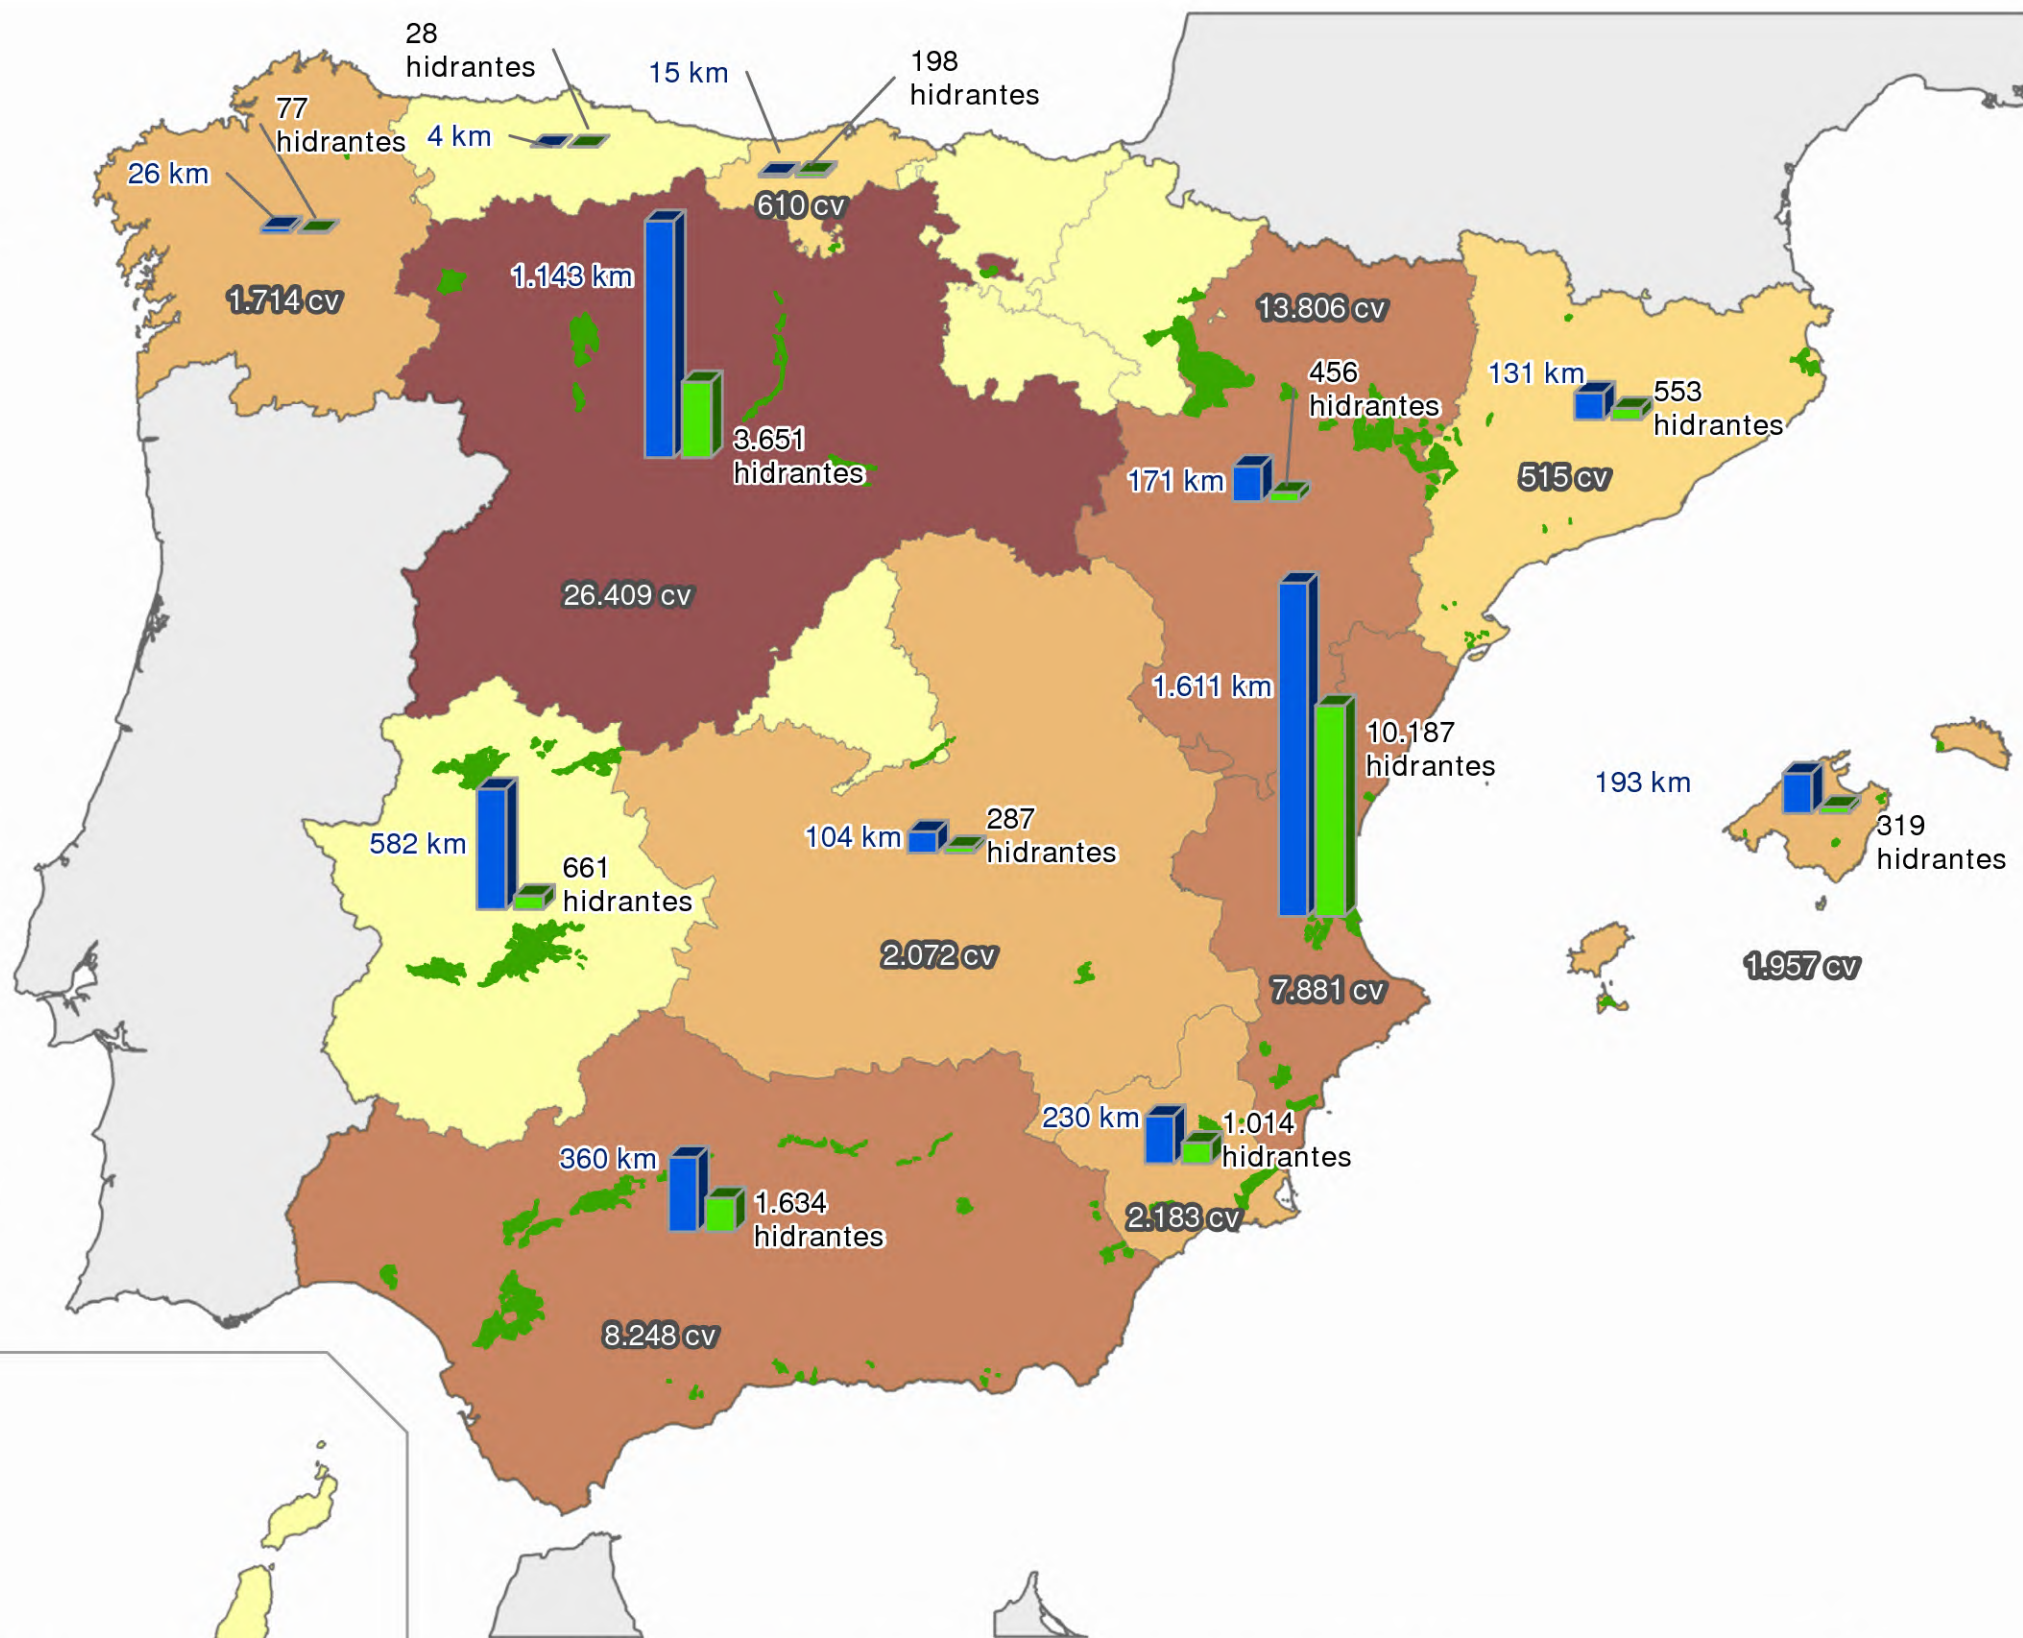 28
hidrantes
15 km
198
hidrantes
77
hidrantes
4 km
26 km
610 cv
1.143 km
1.714 cv
13.806 cv
456
hidrantes
131 km
553
hidrantes
3.651
hidrantes
171 km
515 cv
26.409 cv
1.611 km
10.187
hidrantes
193 km
319
hidrantes
582 km
661
hidrantes
104 km
287
hidrantes
2.072 cv
7.881 cv
1.957 cv
230 km
1.014
hidrantes
360 km
1.634
hidrantes
2.183 cv
8.248 cv